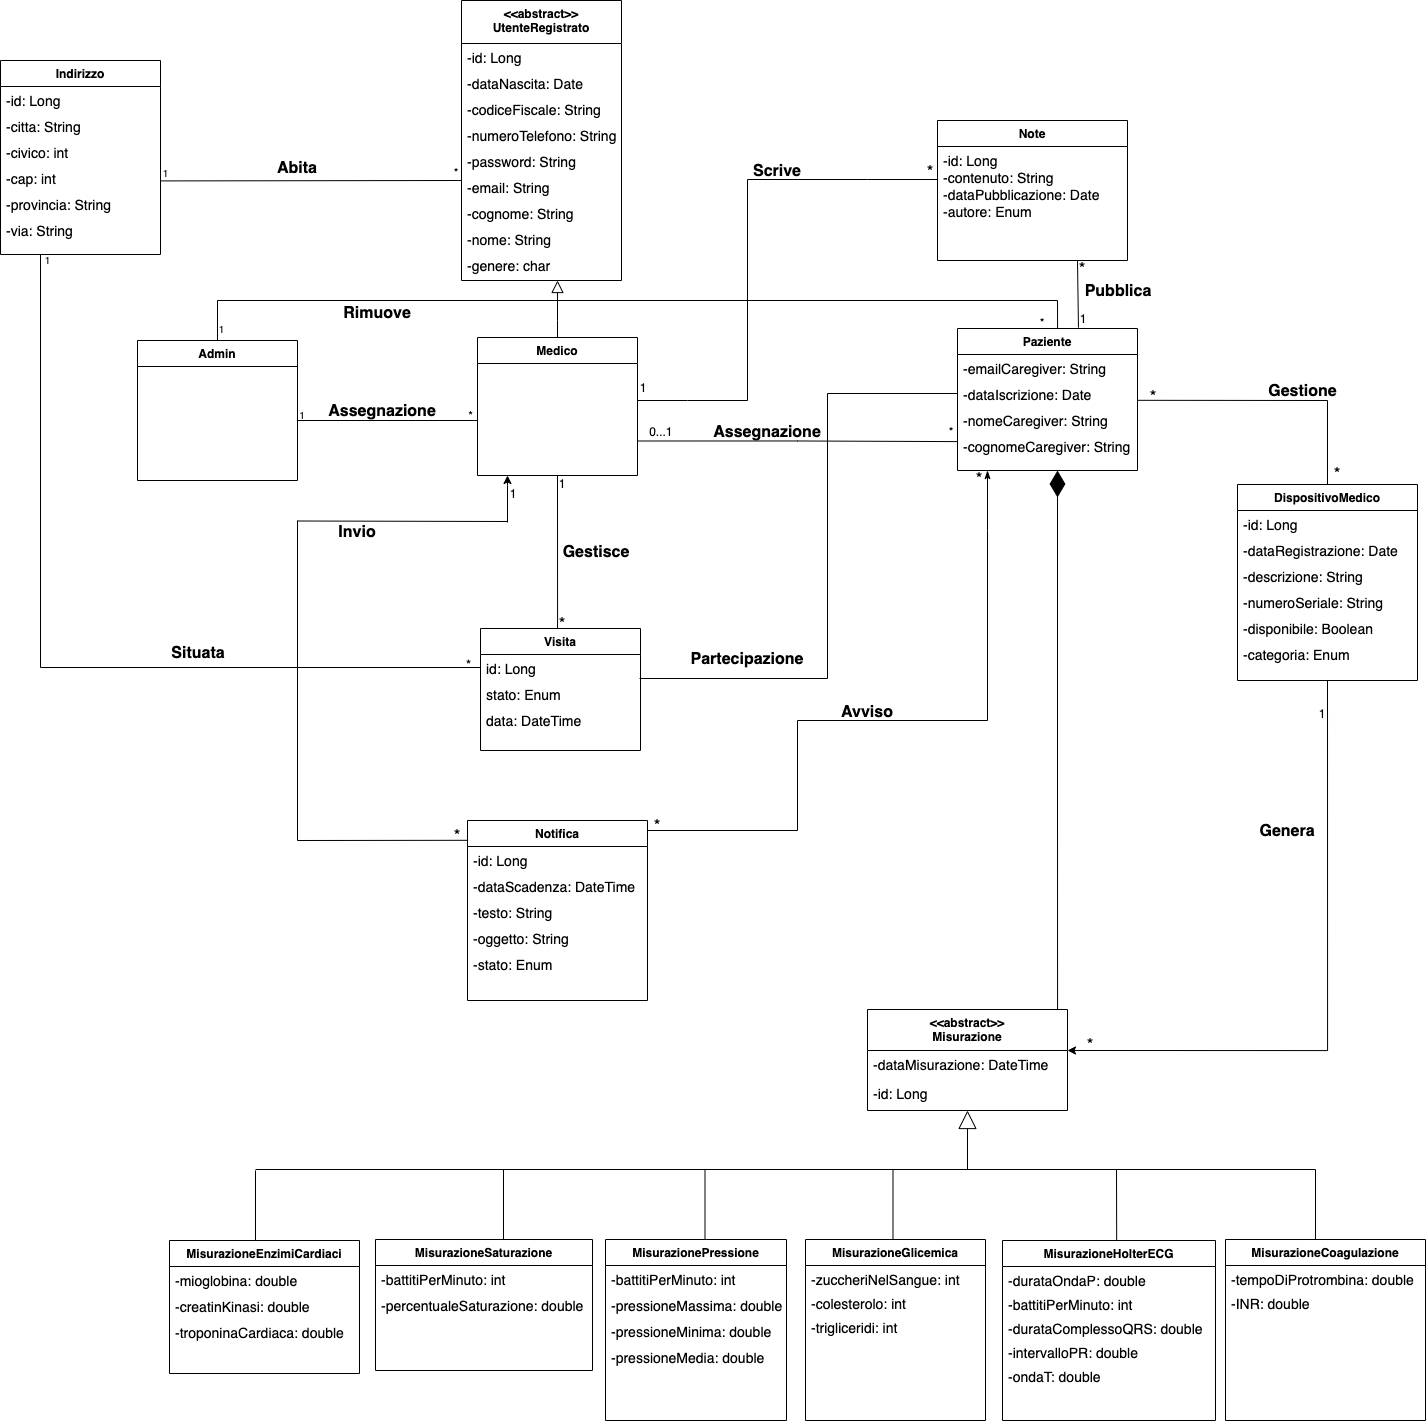 <<abstract>>
UtenteRegistrato
-id: Long
-dataNascita: Date
-codiceFiscale: String
-numeroTelefono: String
-password: String
-email: String
-cognome: String
-nome: String
-genere: char
Indirizzo
-id: Long
-citta: String
-civico: int
-cap: int
-provincia: String
-via: String
1
Abita
*
1
Scrive
*
Note
-id: Long
-contenuto: String
-dataPubblicazione: Date
-autore: Enum
*
Pubblica
1
Rimuove
1
*
Admin
1
Assegnazione
*
Medico
1
0...1
Assegnazione
*
Paziente
-emailCaregiver: String
-dataIscrizione: Date
-nomeCaregiver: String
-cognomeCaregiver: String
*
Gestione
*
DispositivoMedico
-id: Long
-dataRegistrazione: Date
-descrizione: String
-numeroSeriale: String
-disponibile: Boolean
-categoria: Enum
1
1
Invio
1
Gestisce
*
*
Situata
*
Visita
id: Long
stato: Enum
data: DateTime
Partecipazione
Avviso
*
*
Notifica
-id: Long
-dataScadenza: DateTime
-testo: String
-oggetto: String
-stato: Enum
Genera
*
<<abstract>>
Misurazione
-dataMisurazione: DateTime
-id: Long
MisurazioneEnzimiCardiaci
-mioglobina: double
-creatinKinasi: double
-troponinaCardiaca: double
MisurazioneSaturazione
-battitiPerMinuto: int
-percentualeSaturazione: double
MisurazionePressione
-battitiPerMinuto: int
-pressioneMassima: double
-pressioneMinima: double
-pressioneMedia: double
MisurazioneGlicemica
-zuccheriNelSangue: int
-colesterolo: int
-trigliceridi: int
MisurazioneHolterECG
-durataOndaP: double
-battitiPerMinuto: int
-durataComplessoQRS: double
-intervalloPR: double
-ondaT: double
MisurazioneCoagulazione
-tempoDiProtrombina: double
-INR: double